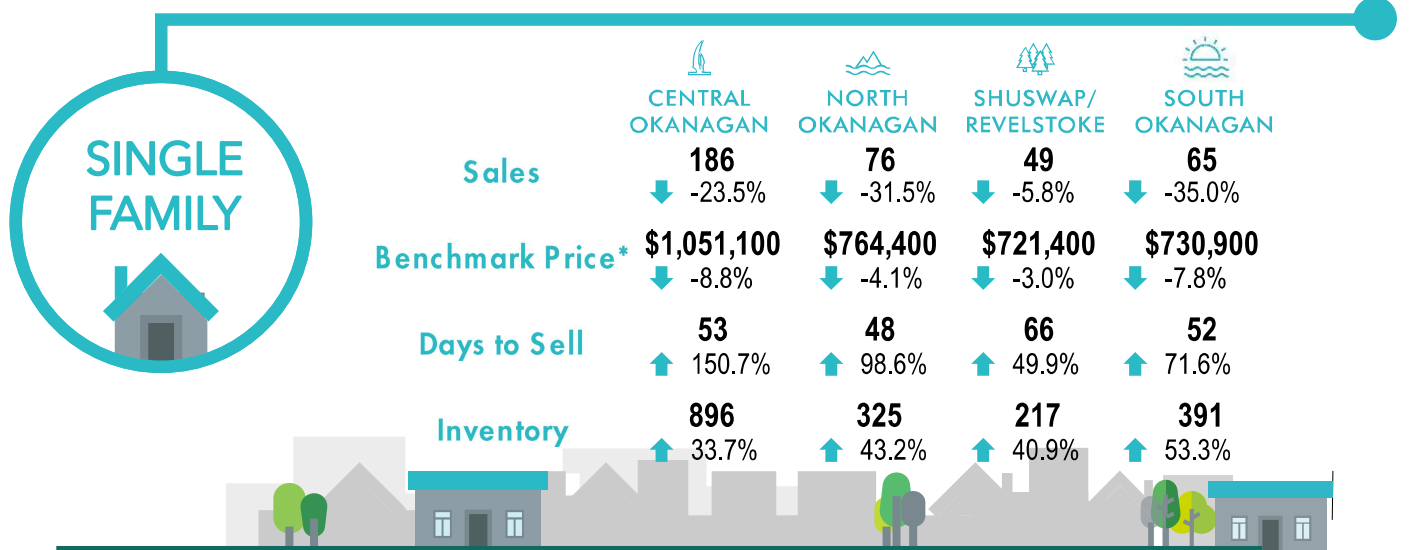 SINGLE
FAMILY
CENTRAL OKANAGAN
NORTH OKANAGAN
SHUSWAP/ REVELSTOKE
SOUTH OKANAGAN
Sales
186 76 49 65
-23.5% -31.5% -5.8% -35.0%
Benchmark Price*
$1,051,100 $764,400 $721,400 $730,900
-8.8% -4.1% -3.0% -7.8%
Days to Sell
53 48 66 52
150.7% 98.6% 49.9% 71.6%
Inventory
896 325 217 391
33.7% 43.2% 40.9% 53.3%